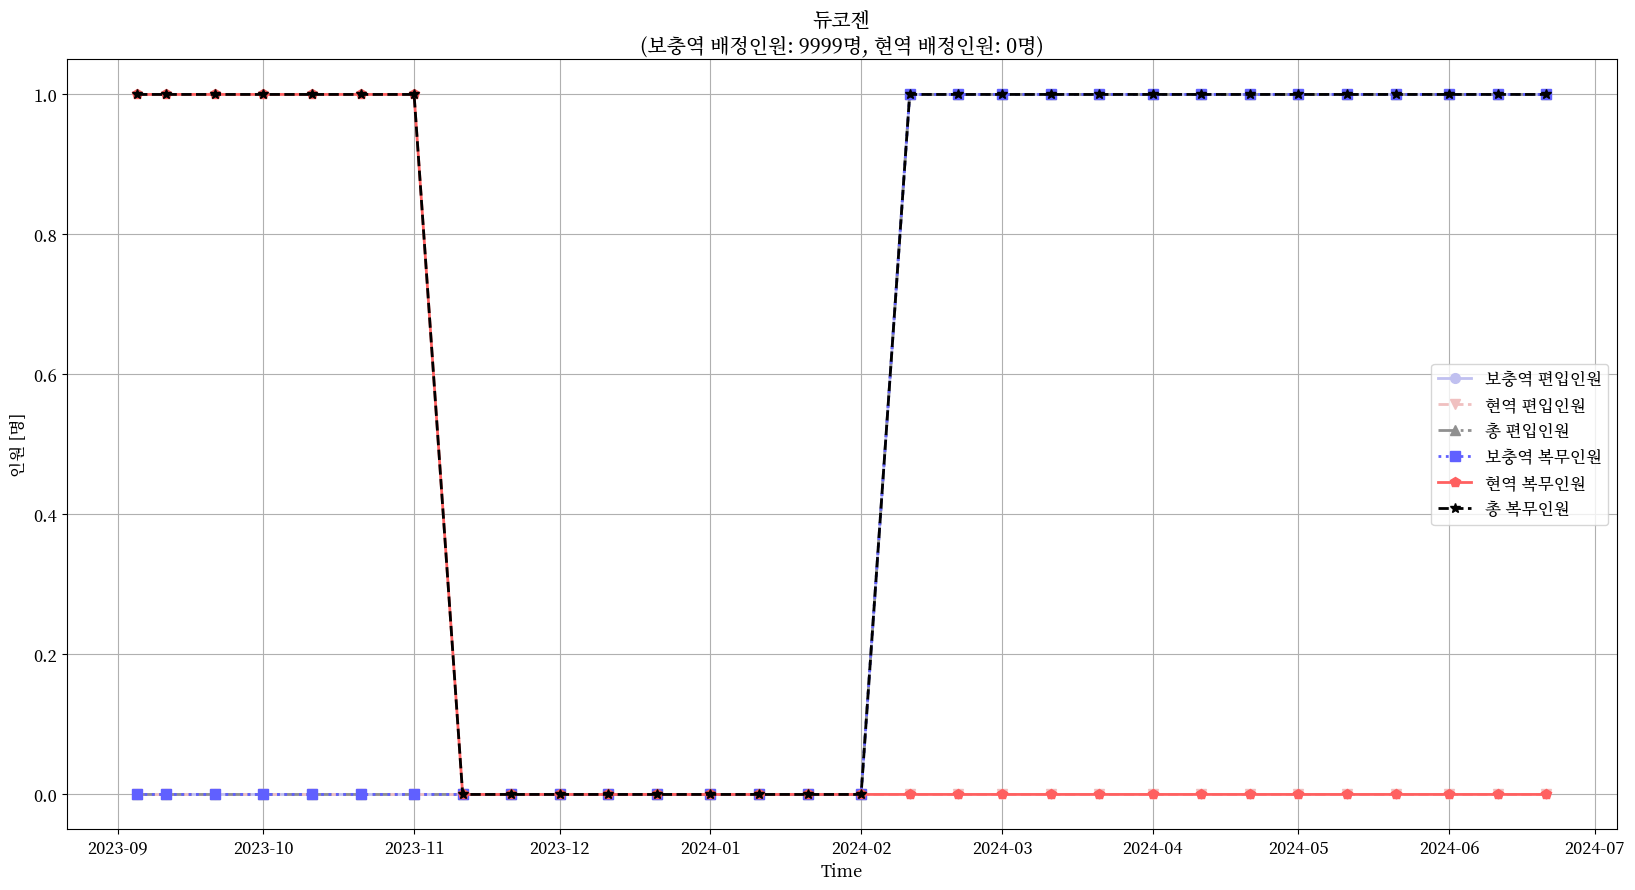 듀코젠
(보충역 배정인원: 9999명, 현역 배정인원: 0명)
인원 [명]
1.0
0.8
0.6
0.4
0.2
0.0
보충역 편입인원
현역 편입인원
총 편입인원
보충역 복무인원
현역 복무인원
총 복무인원
2023-09 2023-10 2023-11 2023-12 2024-01 2024-02 2024-03 2024-04 2024-05 2024-06 2024-07
Time